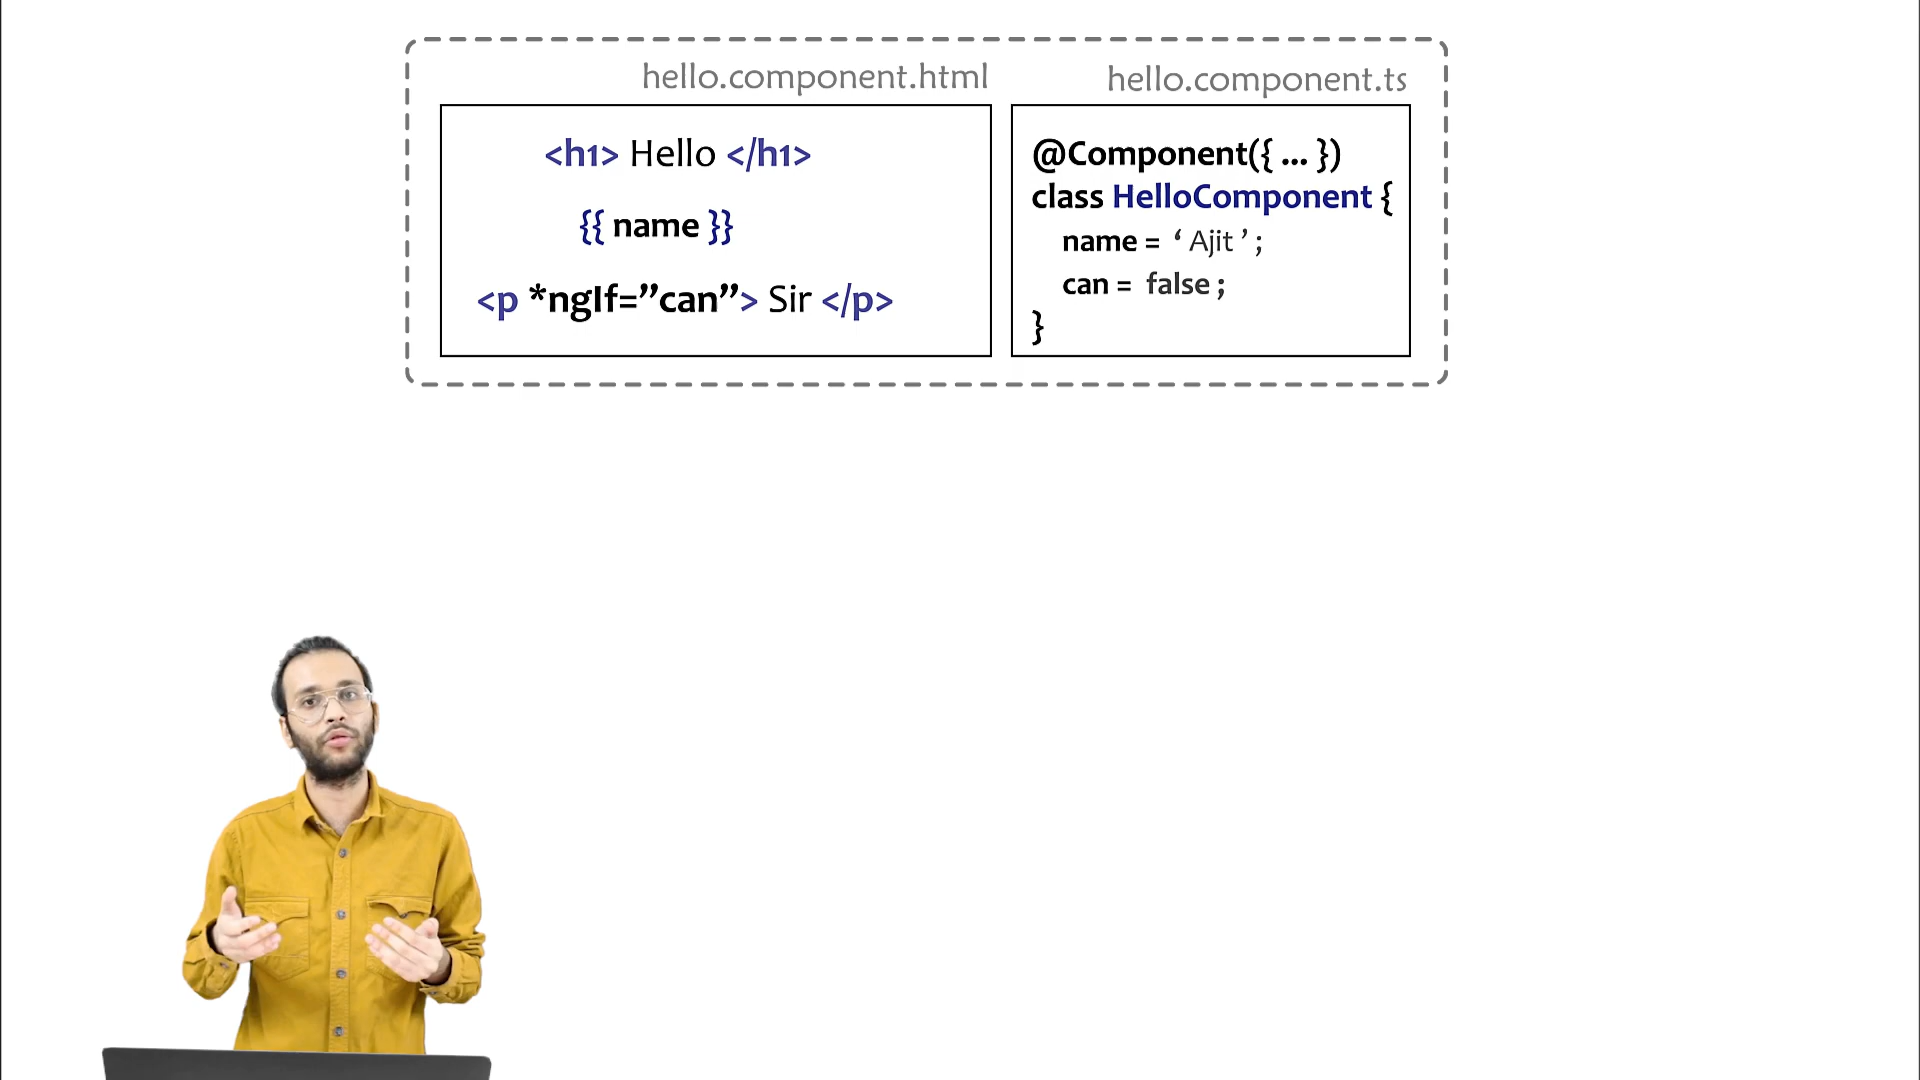 hello.component.html
<h1> Hello </h1>
{{ name }}
<p *ngIf=”can”> Sir </p>
hello.component.ts
@Component({ ... })
class HelloComponent {
name = ‘ Ajit ’ ;
can = false ;
}